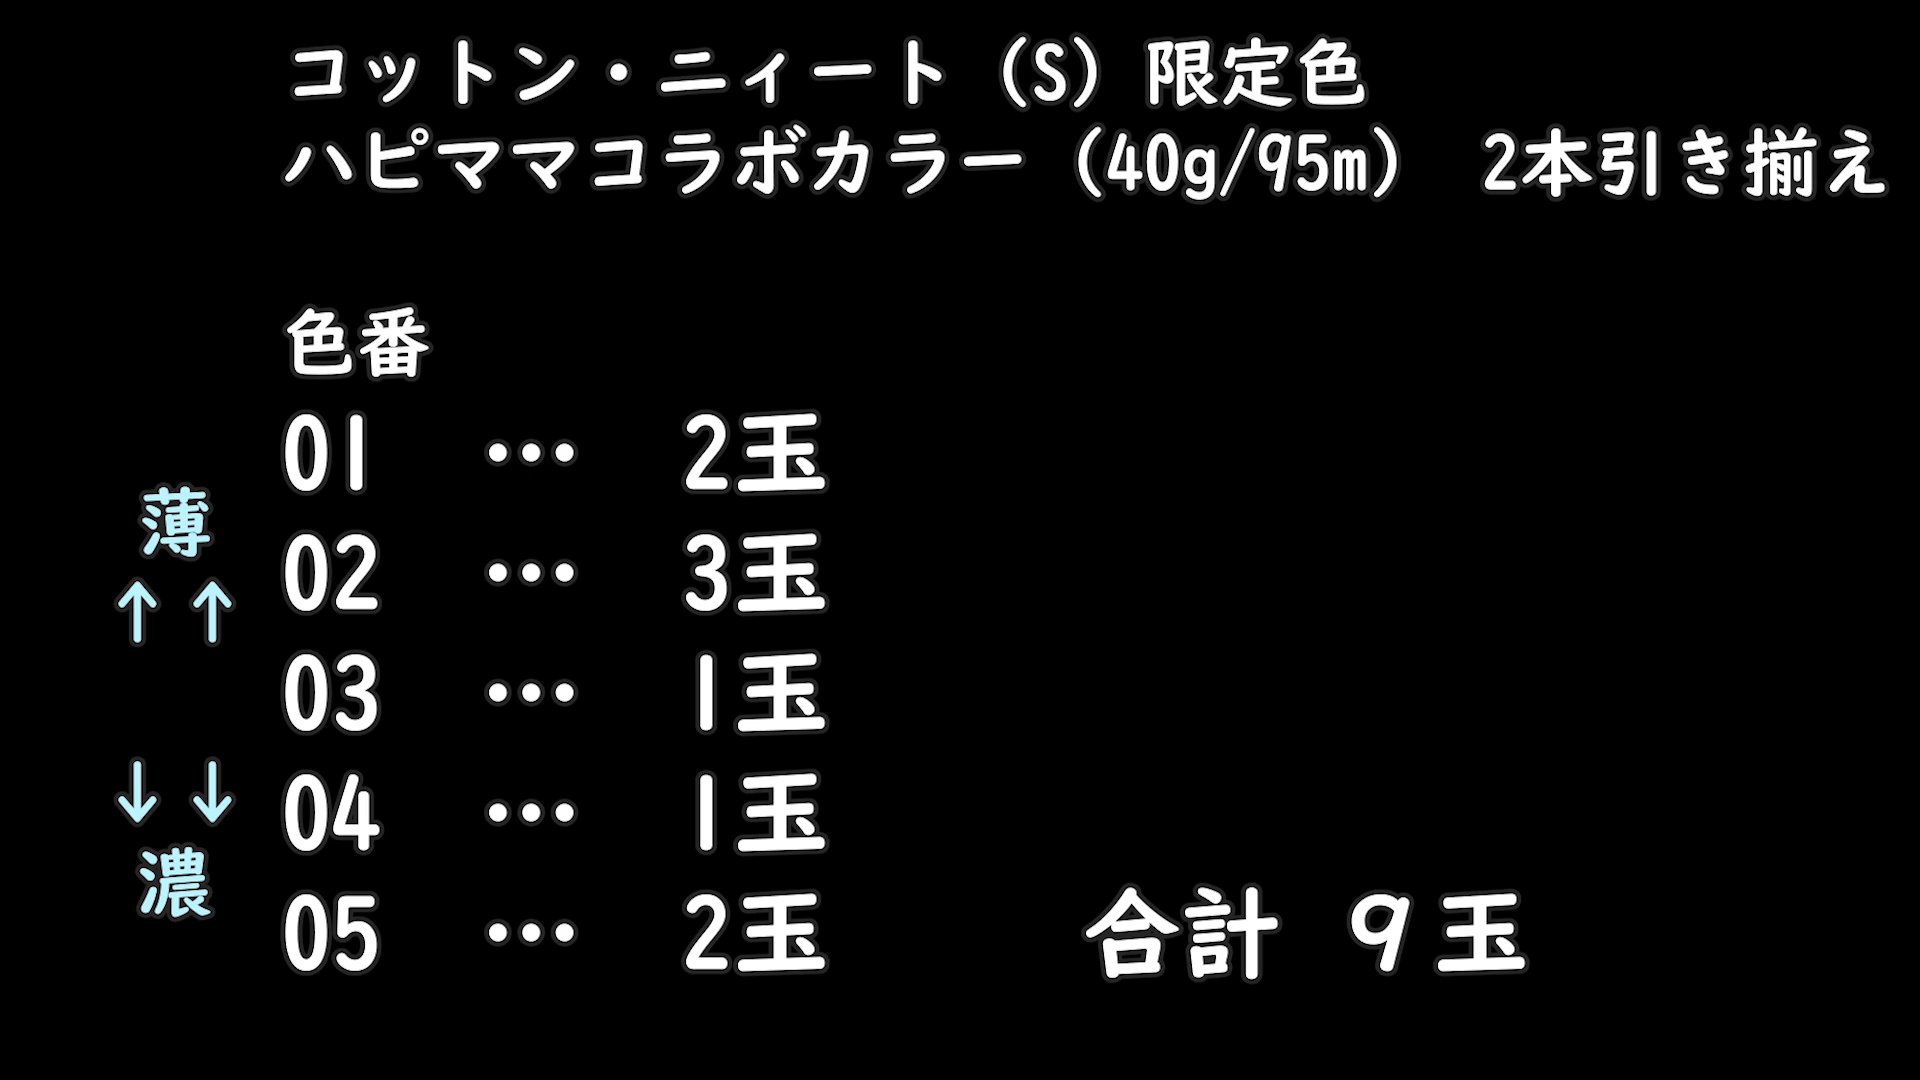 コットン・ニィート（S）限定色
ハピママコラボカラー（40g/95m）　2本引き揃え
色番
01　…　2玉
薄
02　…　3玉
↑ ↑
03　…　1玉
↓ ↓
04　…　1玉
濃
05　…　2玉　合計 9玉